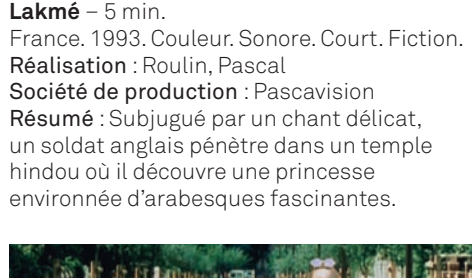 Lakmé – 5 min.
France. 1993. Couleur. Sonore. Court. Fiction.
Réalisation : Roulin, Pascal
Société de production : Pascavision
Résumé : Subjugué par un chant délicat,
un soldat anglais pénètre dans un temple
hindou où il découvre une princesse
environnée d’arabesques fascinantes.